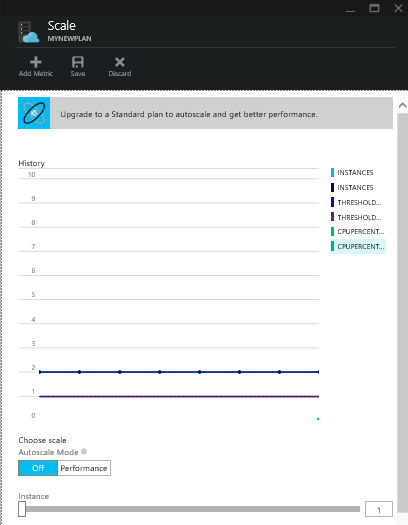 Scale
MYNEWPLAN
Add Metric
Save
Discard
Upgrade to a Standard plan to autoscale and get better performance.
History
10
9
8
7
6
5
4
3
2
1
0
INSTANCES
INSTANCES
THRESHOLD...
THRESHOLD...
CPUPERCENT...
CPUPERCENT...
Choose scale
Autoscale Mode
Off
Performance
Instance
1